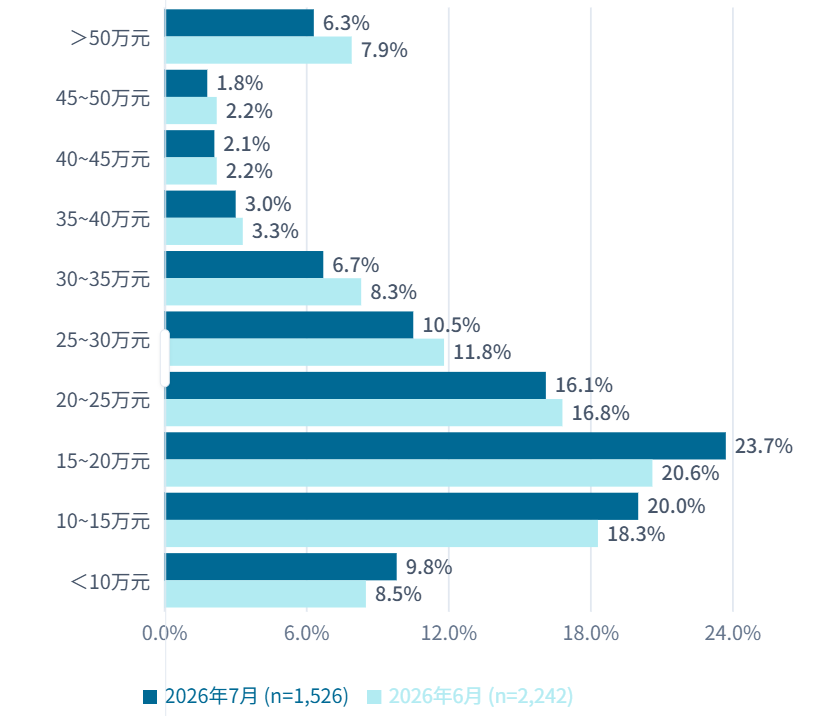 >50万元 6.3%
7.9%
45~50万元 1.8%
2.2%
40~45万元 2.1%
2.2%
35~40万元 3.0%
3.3%
30~35万元 6.7%
8.3%
25~30万元 10.5%
11.8%
20~25万元 16.1%
16.8%
15~20万元 23.7%
20.6%
10~15万元 20.0%
18.3%
<10万元 9.8%
8.5%
0.0% 6.0% 12.0% 18.0% 24.0%
2026年7月 (n=1,526) 2026年6月 (n=2,242)